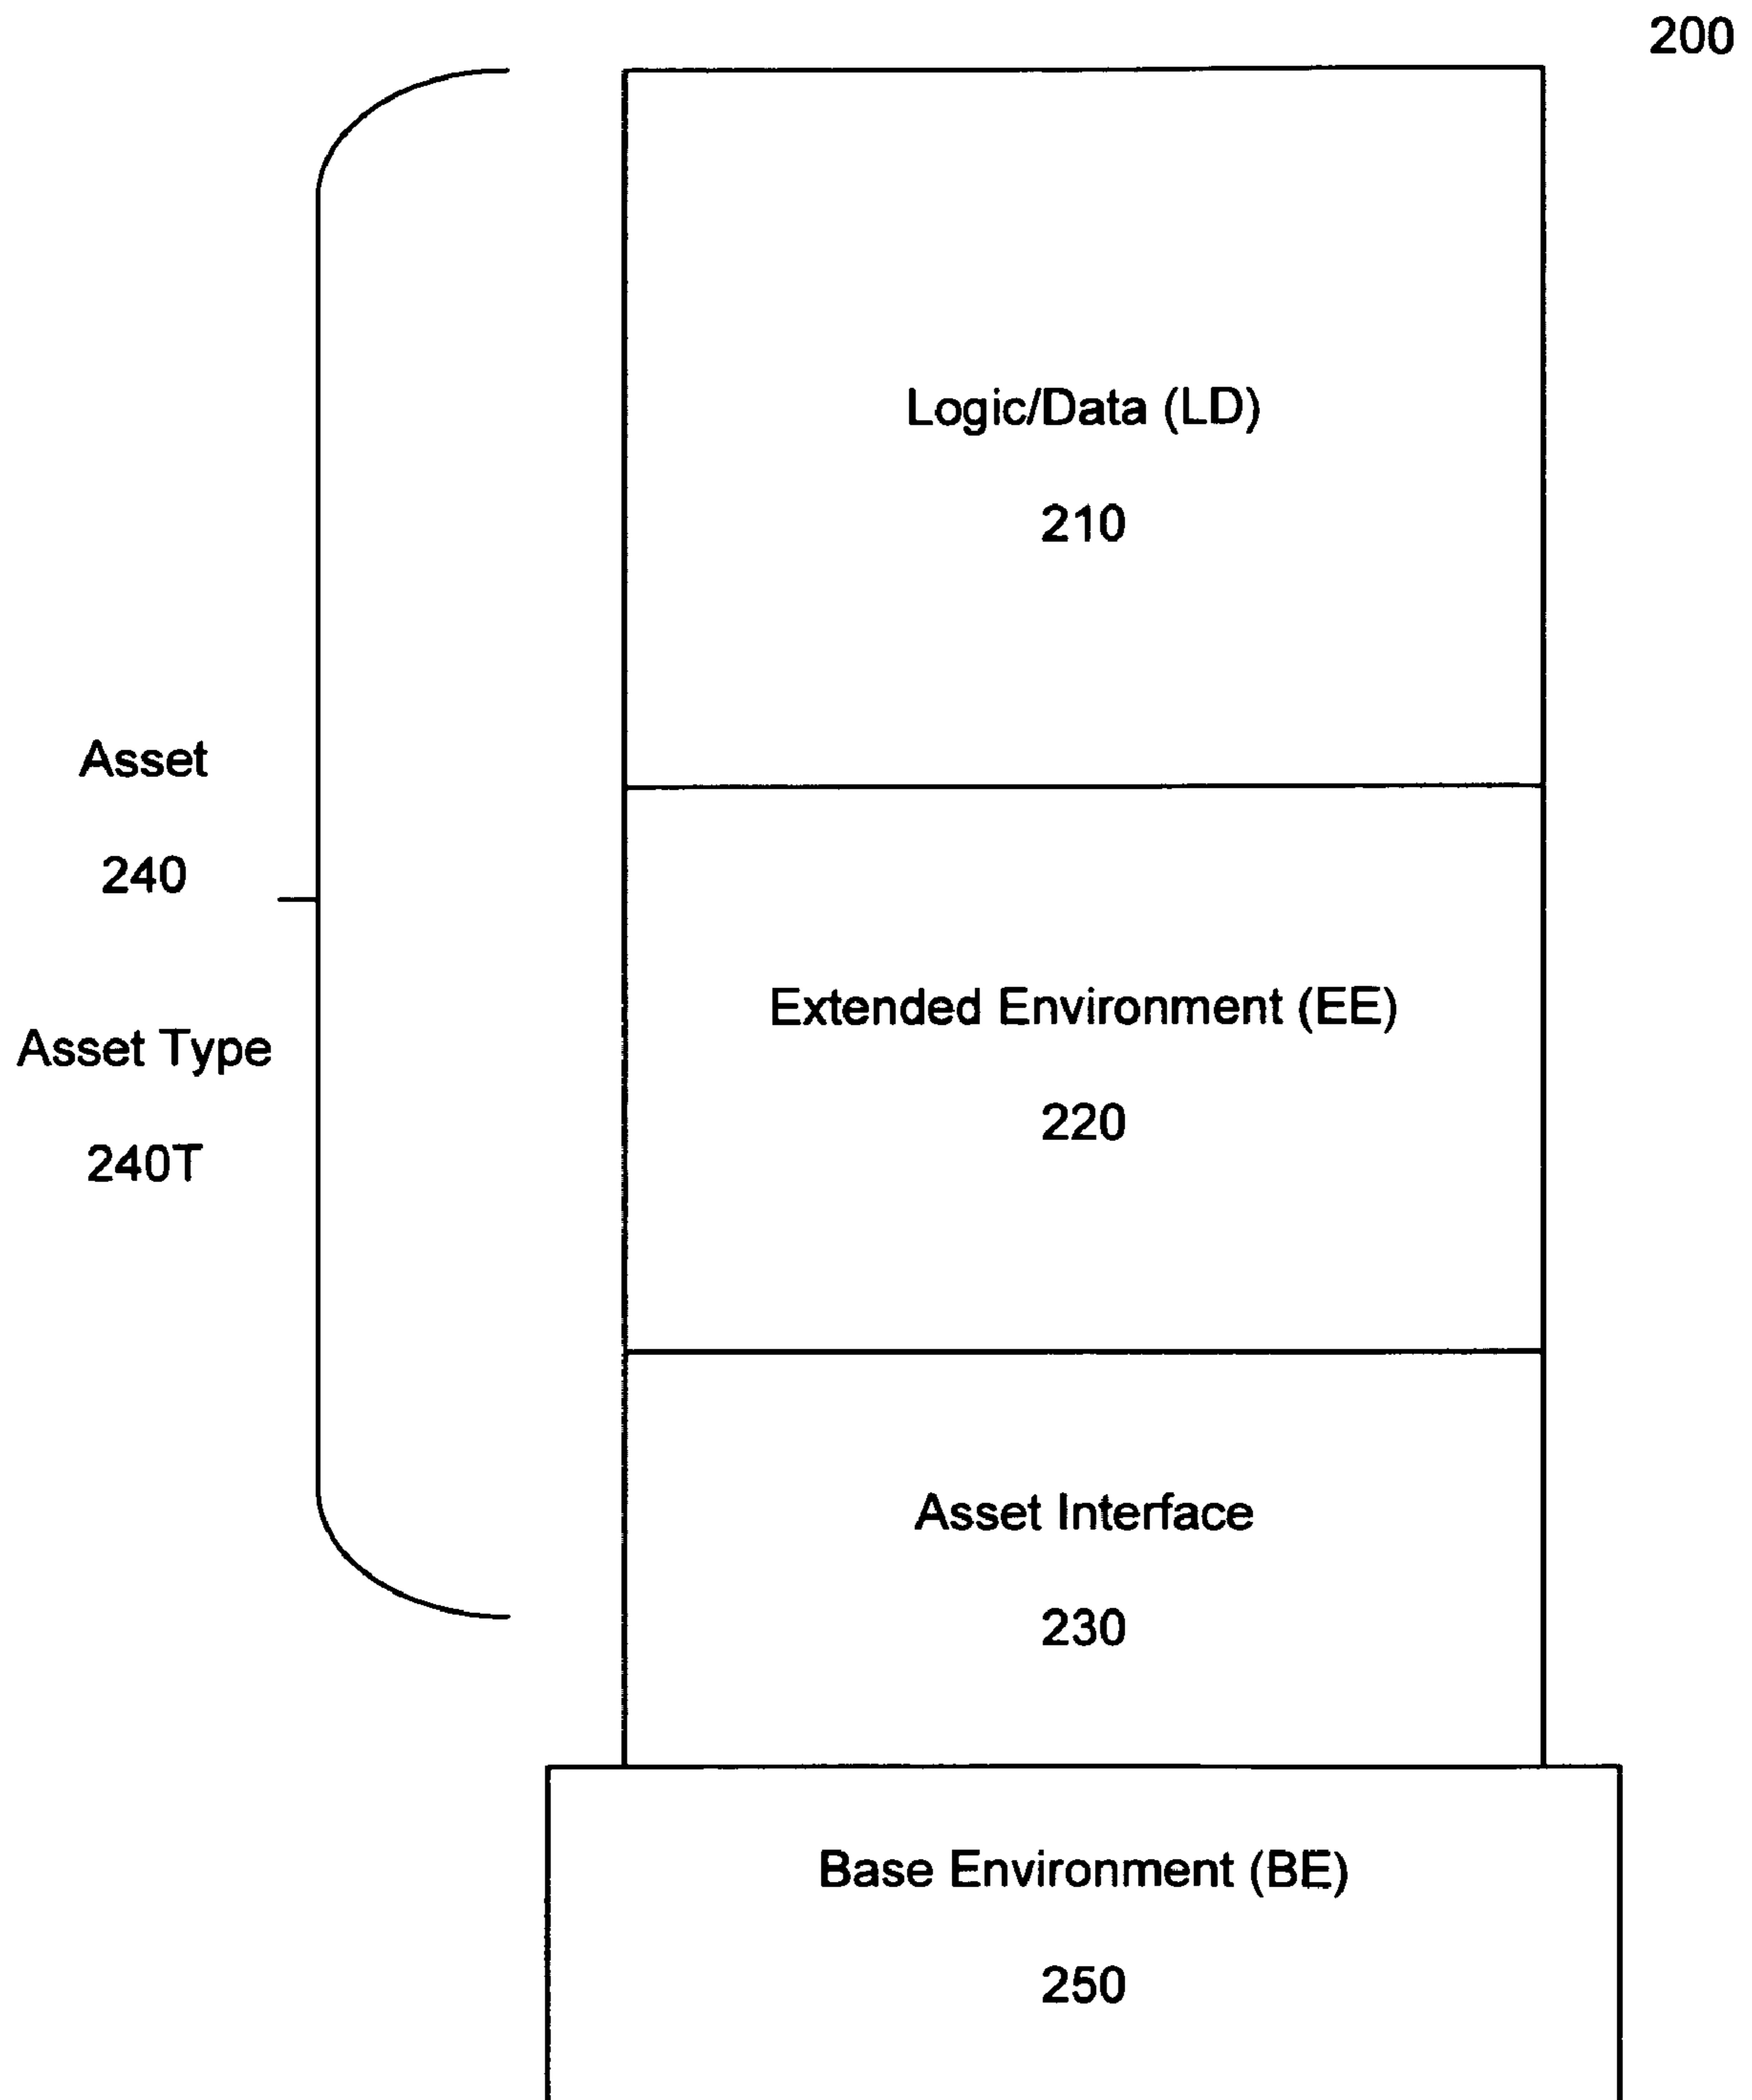 200
Logic/Data (LD)
210
Asset
240
Asset Type
240T
Extended Environment (EE)
220
Asset Interface
230
Base Environment (BE)
250